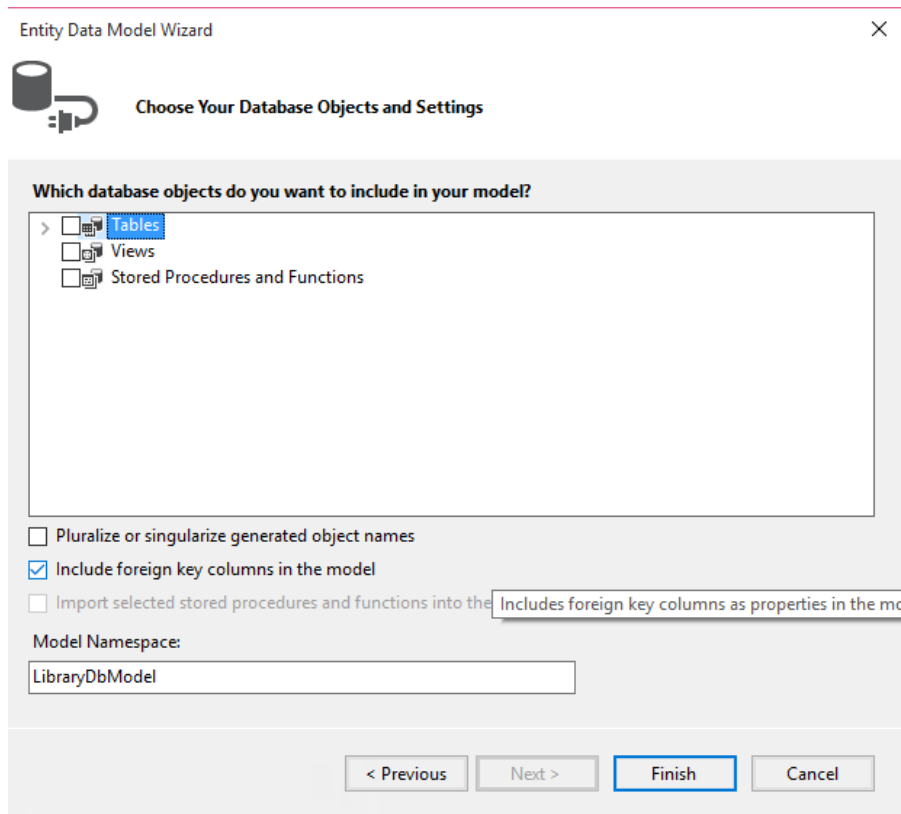 Entity Data Model Wizard
Choose Your Database Objects and Settings
Which database objects do you want to include in your model?
Tables
Views
Stored Procedures and Functions
Pluralize or singularize generated object names
Include foreign key columns in the model
Import selected stored procedures and functions into the
Includes foreign key columns as properties in the
Model Namespace:
LibraryDbModel
< Previous
Next >
Finish
Cancel